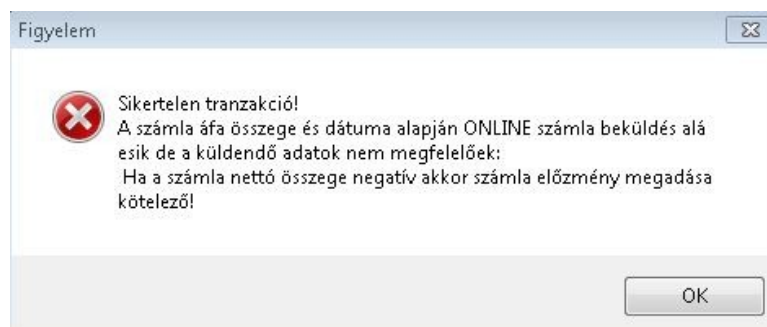 Figyelem
Sikertelen tranzakció!
A számla áfa összege és dátuma alapján ONLINE számla beküldés alá
esik de a küldendő adatok nem megfelelőek:
Ha a számla nettó összege negatív akkor számla előzmény megadása
kötelező!
OK